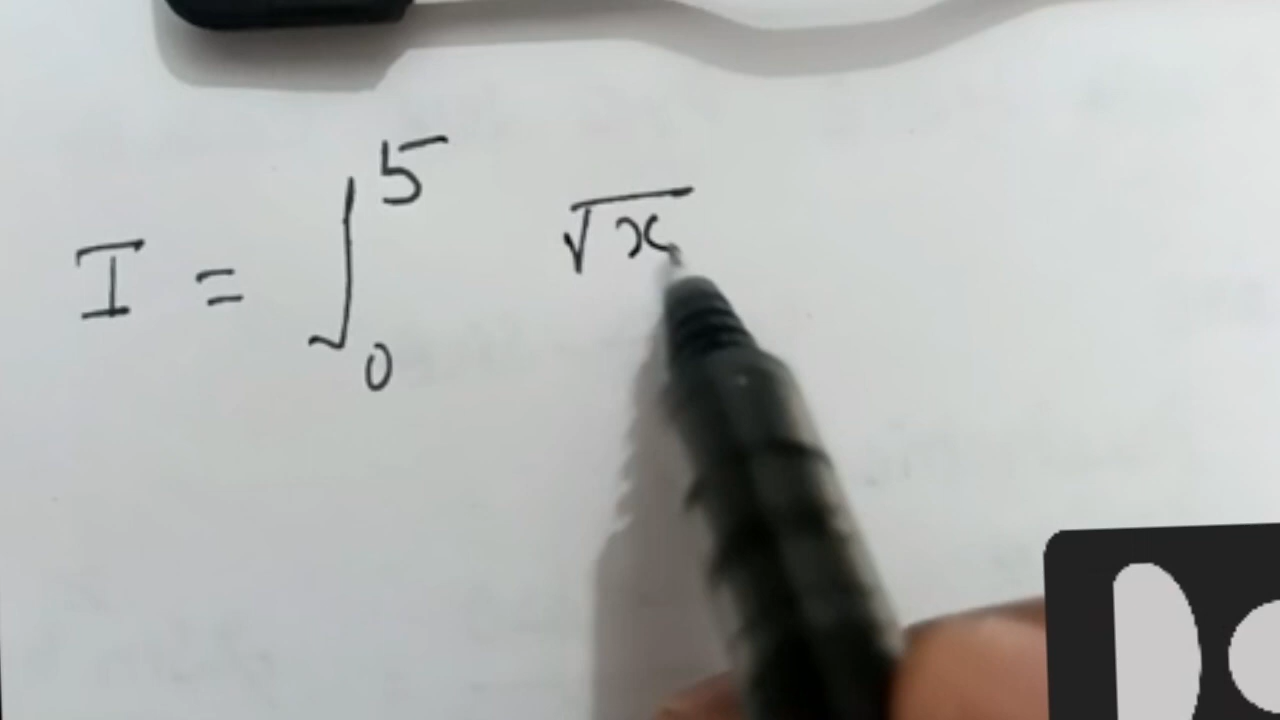 I = ∫₀⁵ √x